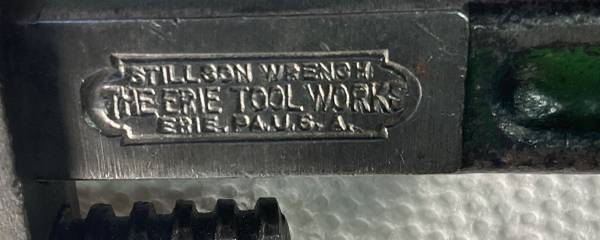 STILLSON WRENCH
THE ERIE TOOL WORKS
ERIE, PA. U. S. A.